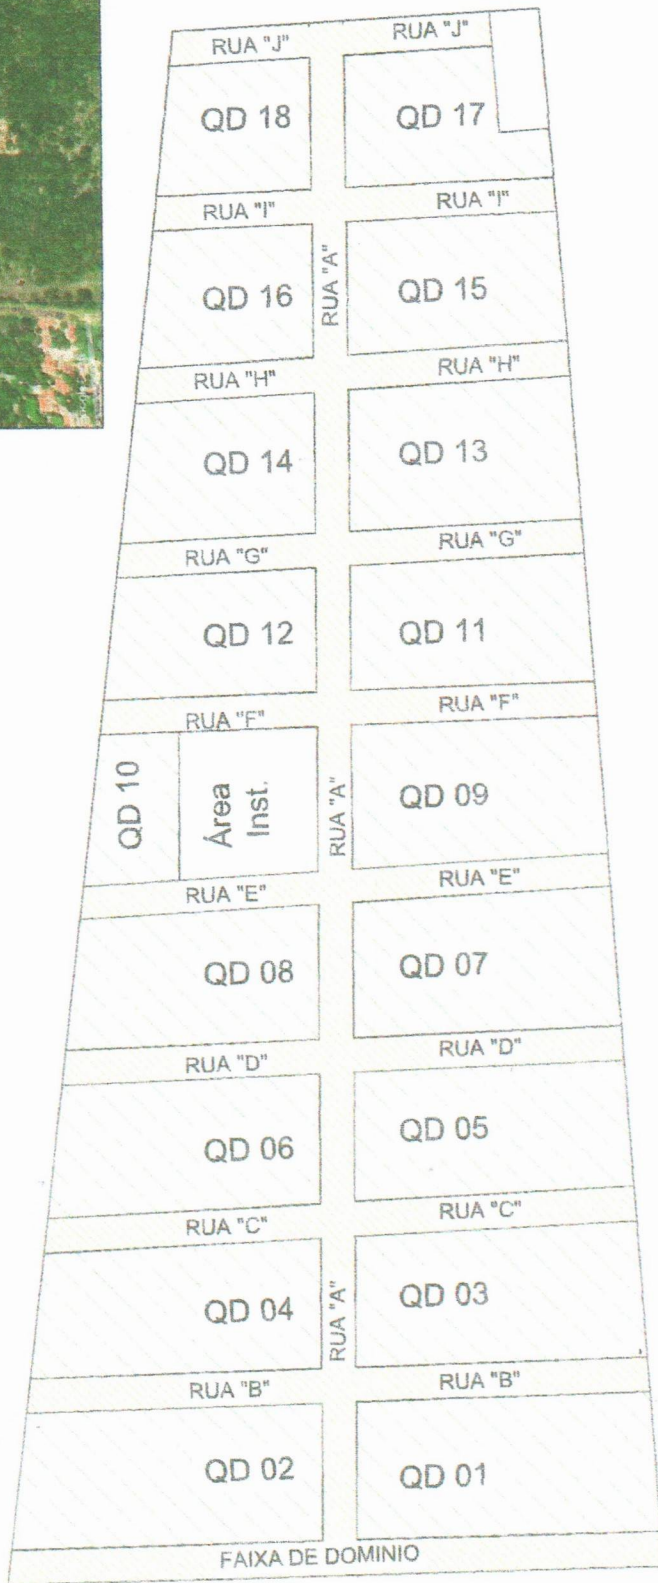 RUA "J"
RUA "J"
QD 18
QD 17
RUA "I"
RUA "I"
QD 16
RUA "A"
QD 15
RUA "H"
RUA "H"
QD 14
QD 13
RUA "G"
RUA "G"
QD 12
QD 11
RUA "F"
RUA "F"
QD 10
Área
Inst.
RUA "A"
QD 09
RUA "E"
RUA "E"
QD 08
QD 07
RUA "D"
RUA "D"
QD 06
QD 05
RUA "C"
RUA "C"
QD 04
RUA "A"
QD 03
RUA "B"
RUA "B"
QD 02
QD 01
FAIXA DE DOMINIO